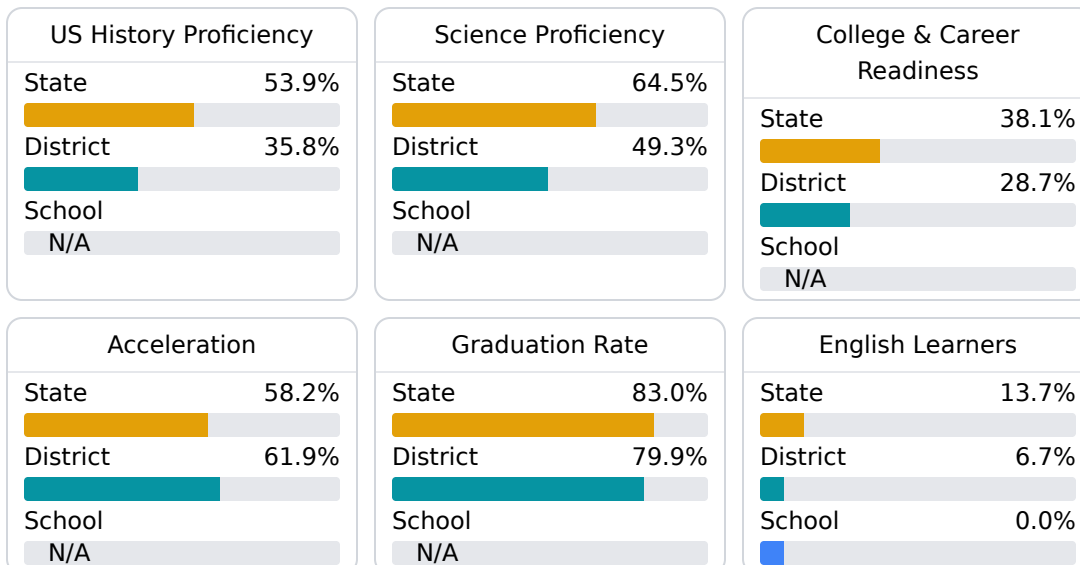 US History Proficiency
State 53.9%
District 35.8%
School
N/A
Science Proficiency
State 64.5%
District 49.3%
School
N/A
College & Career
Readiness
State 38.1%
District 28.7%
School
N/A
Acceleration
State 58.2%
District 61.9%
School
N/A
Graduation Rate
State 83.0%
District 79.9%
School
N/A
English Learners
State 13.7%
District 6.7%
School 0.0%